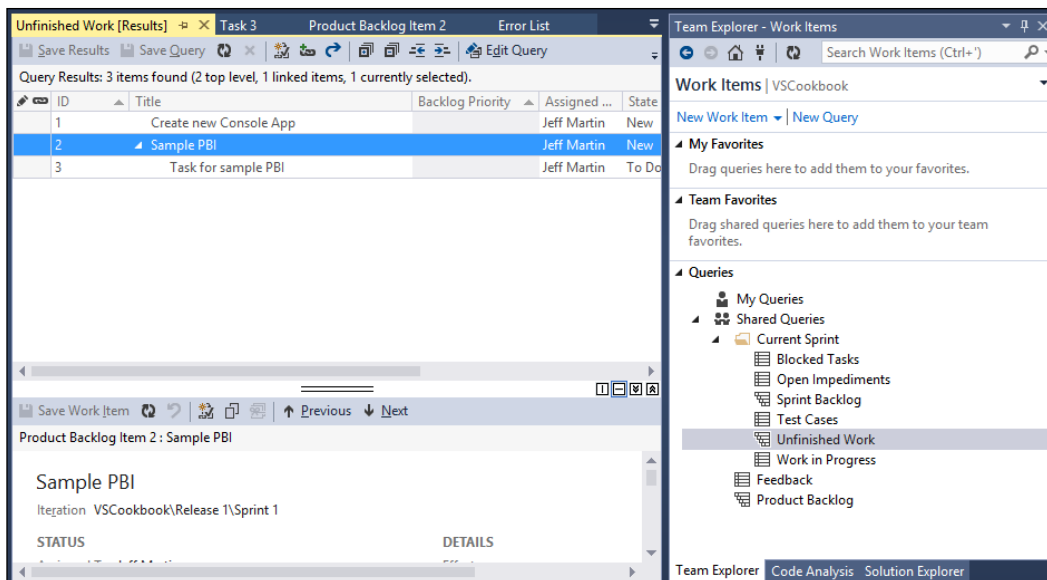 Unfinished Work [Results] Task 3 Product Backlog Item 2 Error List
Save Results Save Query Edit Query
Query Results: 3 items found (2 top level, 1 linked items, 1 currently selected).
ID Title Backlog Priority Assigned ... State
1 Create new Console App Jeff Martin New
2 Sample PBI Jeff Martin New
3 Task for sample PBI Jeff Martin To Do
Save Work Item Previous Next
Product Backlog Item 2 : Sample PBI
Sample PBI
Iteration VSCookbook\Release 1\Sprint 1
STATUS DETAILS
Team Explorer - Work Items
Search Work Items (Ctrl+')
Work Items | VSCookbook
New Work Item | New Query
My Favorites
Drag queries here to add them to your favorites.
Team Favorites
Drag shared queries here to add them to your team
favorites.
Queries
My Queries
Shared Queries
Current Sprint
Blocked Tasks
Open Impediments
Sprint Backlog
Test Cases
Unfinished Work
Work in Progress
Feedback
Product Backlog
Team Explorer Code Analysis Solution Explorer